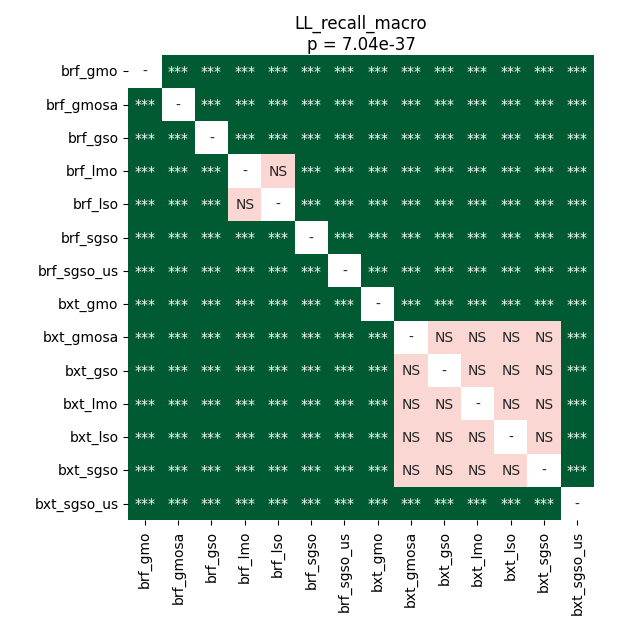 LL_recall_macro
p = 7.04e-37
brf_gmo - *** *** *** *** *** *** *** *** *** *** *** *** ***
brf_gmosa *** - *** *** *** *** *** *** *** *** *** *** *** ***
brf_gso *** *** - *** *** *** *** *** *** *** *** *** *** ***
brf_lmo *** *** *** - NS *** *** *** *** *** *** *** *** ***
brf_lso *** *** *** NS - *** *** *** *** *** *** *** *** ***
brf_sgso *** *** *** *** *** - *** *** *** *** *** *** *** ***
brf_sgso_us *** *** *** *** *** *** - *** *** *** *** *** *** ***
bxt_gmo *** *** *** *** *** *** *** - *** *** *** *** *** ***
bxt_gmosa *** *** *** *** *** *** *** *** - NS NS NS NS ***
bxt_gso *** *** *** *** *** *** *** *** NS - NS NS NS ***
bxt_lmo *** *** *** *** *** *** *** *** NS NS - NS NS ***
bxt_lso *** *** *** *** *** *** *** *** NS NS NS - NS ***
bxt_sgso *** *** *** *** *** *** *** *** NS NS NS NS - ***
bxt_sgso_us *** *** *** *** *** *** *** *** *** *** *** *** *** -
brf_gmo brf_gmosa brf_gso brf_lmo brf_lso brf_sgso brf_sgso_us bxt_gmo bxt_gmosa bxt_gso bxt_lmo bxt_lso bxt_sgso bxt_sgso_us